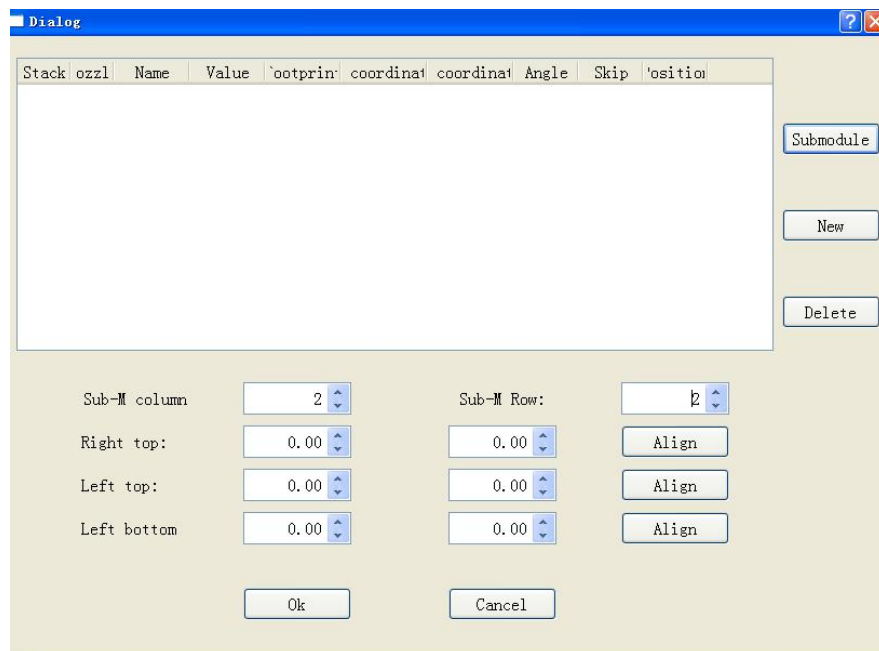 Dialog
Stack ozzl Name Value ootprin coordinat coordinat Angle Skip osition
Submodule
New
Delete
Sub-M column 2 Sub-M Row: 2
Right top: 0.00 0.00 Align
Left top: 0.00 0.00 Align
Left bottom 0.00 0.00 Align
Ok Cancel